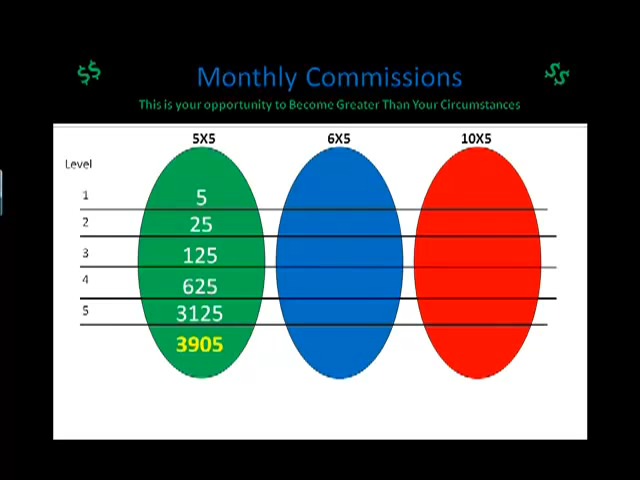 $$ Monthly Commissions $$
This is your opportunity to Become Greater Than Your Circumstances
5X5 6X5 10X5
Level
1 5
2 25
3 125
4 625
5 3125
3905